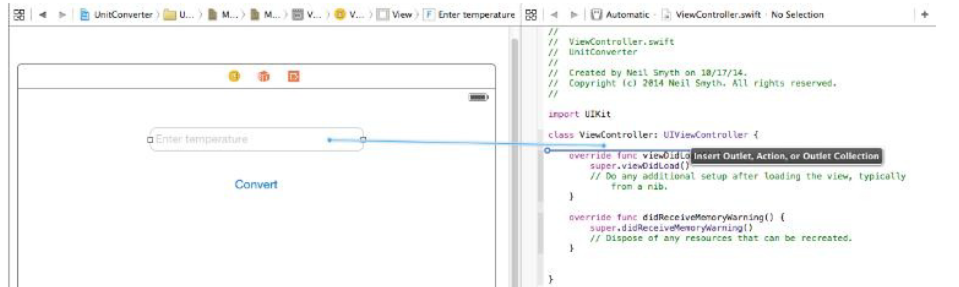 UnitConverter U... M... M... V... V... View F Enter temperature
Automatic ViewController.swift No Selection +
Enter temperature
Convert
//
// ViewController.swift
// UnitConverter
//
// Created by Neil Smyth on 10/17/14.
// Copyright (c) 2014 Neil Smyth. All rights reserved.
//
import UIKit
class ViewController: UIViewController {
override func viewDidLo
Insert Outlet, Action, or Outlet Collection
super.viewDidLoad()
// Do any additional setup after loading the view, typically
from a nib.
}
override func didReceiveMemoryWarning() {
super.didReceiveMemoryWarning()
// Dispose of any resources that can be recreated.
}
}